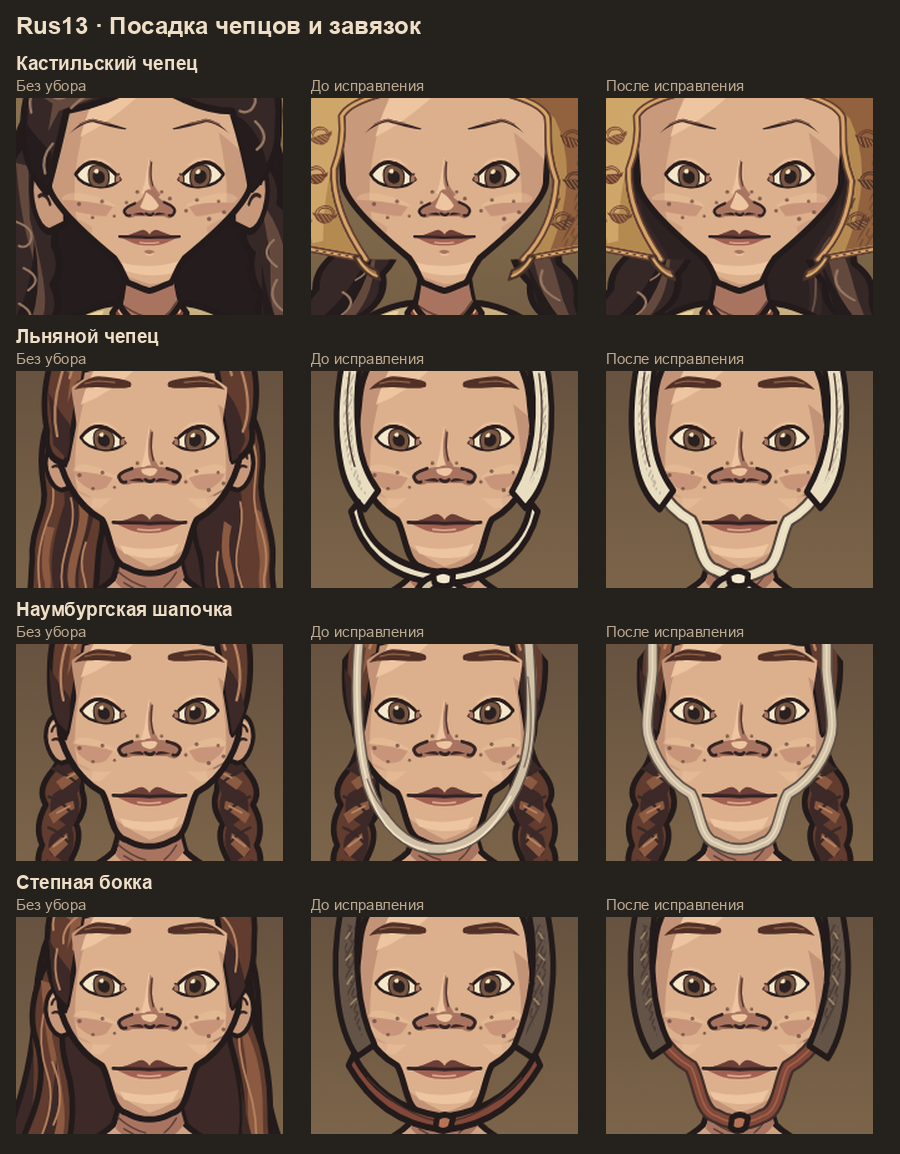 Rus13 · Посадка чепцов и завязок
Кастильский чепец
Без убора До исправления После исправления
Льняной чепец
Без убора До исправления После исправления
Наумбургская шапочка
Без убора До исправления После исправления
Степная бокка
Без убора До исправления После исправления